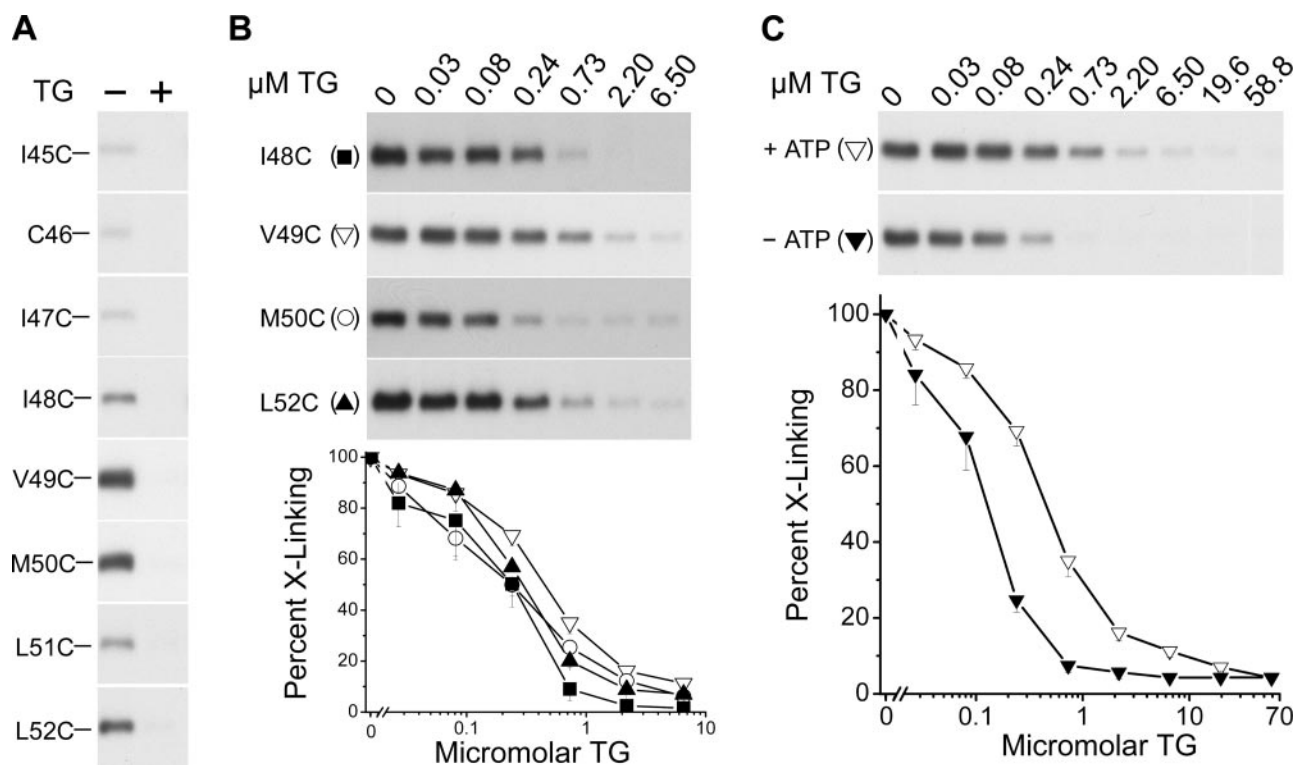 A
TG − +
I45C
C46
I47C
I48C
V49C
M50C
L51C
L52C
B
µM TG 0 0.03 0.08 0.24 0.73 2.20 6.50
I48C (■)
V49C (▽)
M50C (○)
L52C (▲)
Percent X-Linking
100
80
60
40
20
0
0 0.1 1 10
Micromolar TG
C
µM TG 0 0.03 0.08 0.24 0.73 2.20 6.50 19.6 58.8
+ ATP (▽)
− ATP (▼)
Percent X-Linking
100
80
60
40
20
0
0 0.1 1 10 70
Micromolar TG